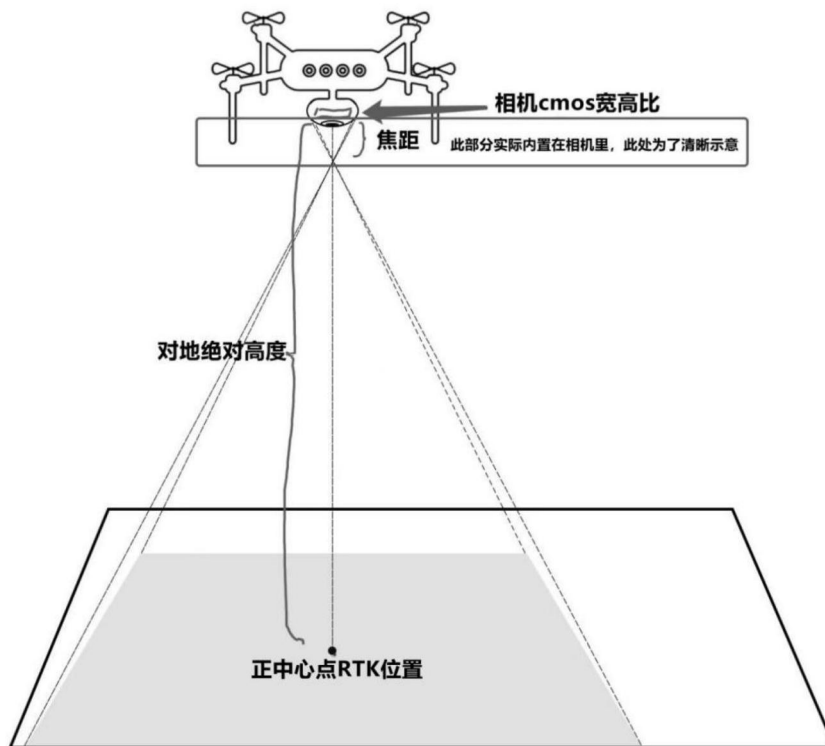 相机cmos宽高比
焦距
此部分实际内置在相机里，此处为了清晰示意
对地绝对高度
正中心点RTK位置